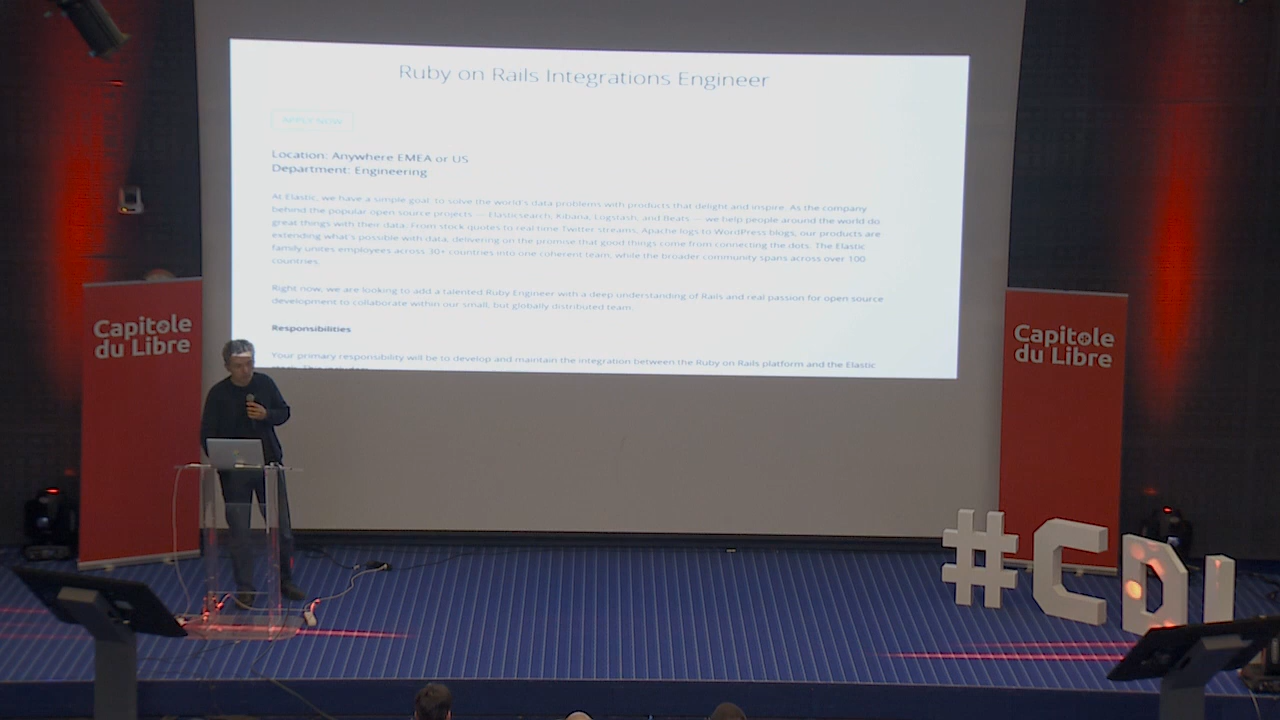 Ruby on Rails Integrations Engineer
APPLY NOW
Location: Anywhere EMEA or US
Department: Engineering
At Elastic, we have a simple goal: to solve the world's data problems with products that delight and inspire. As the company
behind the popular open source projects — Elasticsearch, Kibana, Logstash, and Beats — we help people around the world do
great things with their data. From stock quotes to real time Twitter streams, Apache logs to WordPress blogs, our products are
extending what's possible with data, delivering on the promise that good things come from connecting the dots. The Elastic
family unites employees across 30+ countries into one coherent team, while the broader community spans across over 100
countries.
Right now, we are looking to add a talented Ruby Engineer with a deep understanding of Rails and real passion for open source
development to collaborate within our small, but globally distributed team.
Responsibilities
Your primary responsibility will be to develop and maintain the integration between the Ruby on Rails platform and the Elastic
Capitole
du Libre
Capitole
du Libre
#CDL